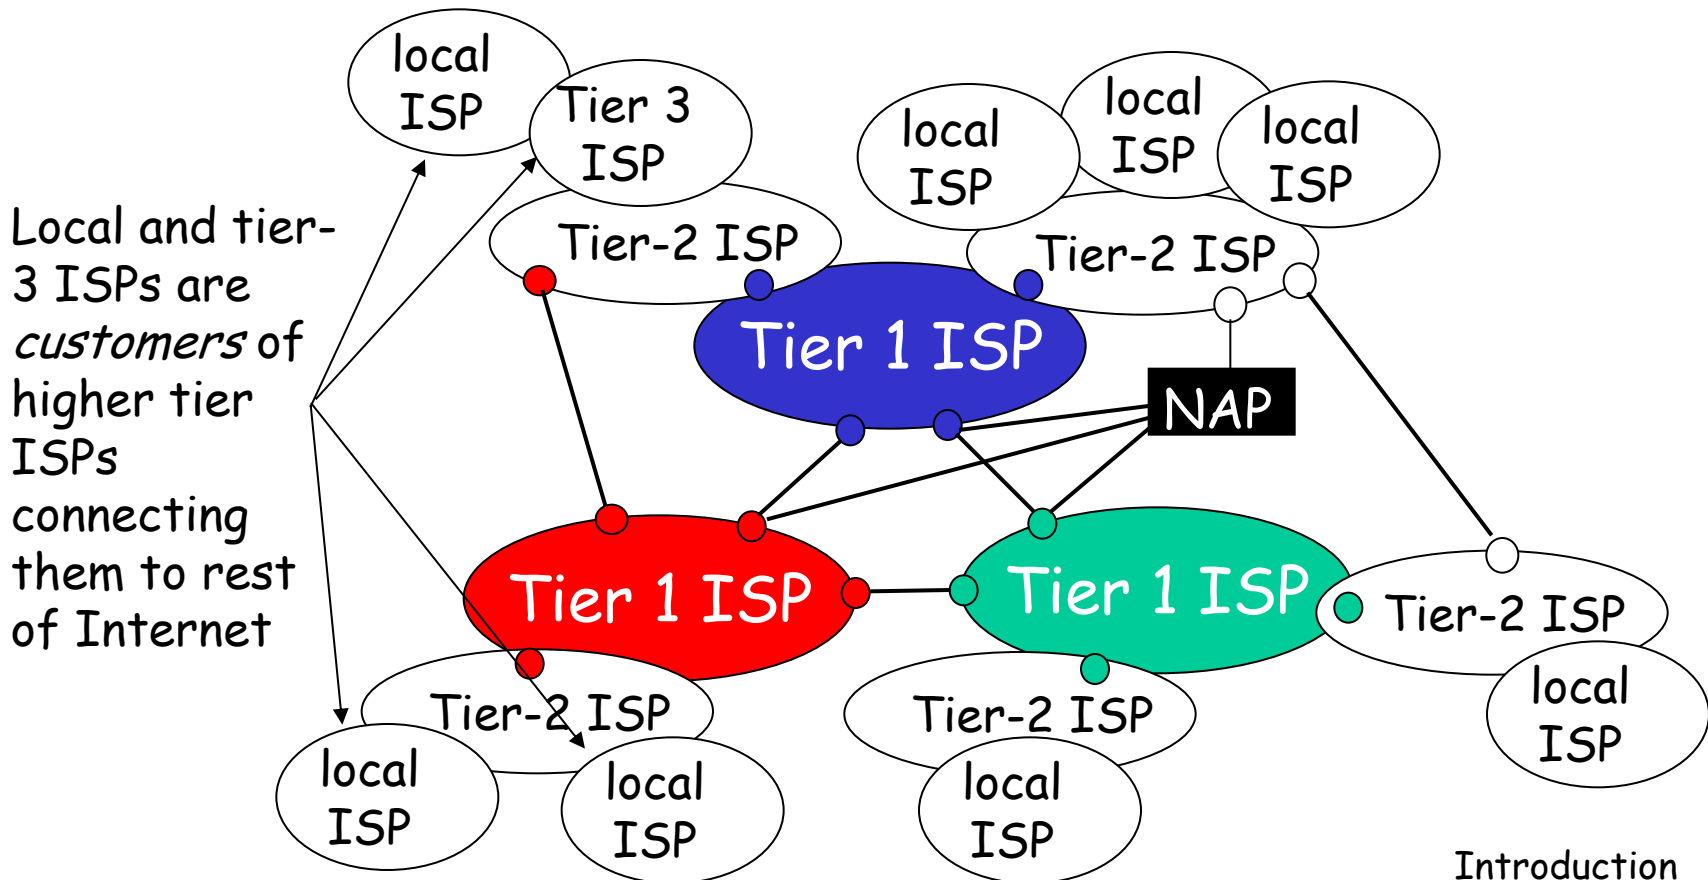 local
ISP
Tier 3
ISP
local
ISP
local
ISP
local
ISP
Local and tier-
3 ISPs are
customers of
higher tier
ISPs
connecting
them to rest
of Internet
Tier-2 ISP
Tier-2 ISP
Tier 1 ISP
NAP
Tier 1 ISP
Tier 1 ISP
Tier-2 ISP
Tier-2 ISP
Tier-2 ISP
local
ISP
local
ISP
local
ISP
local
ISP
Introduction